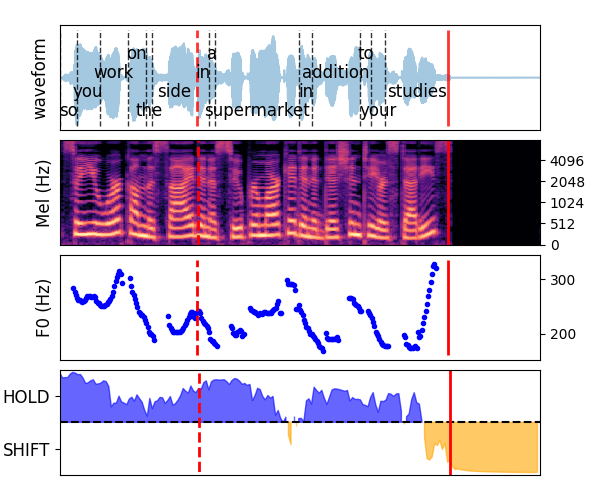 waveform
so you work on the side in a supermarket in addition to your studies
Mel (Hz)
4096
2048
1024
512
0
F0 (Hz)
300
200
HOLD
SHIFT